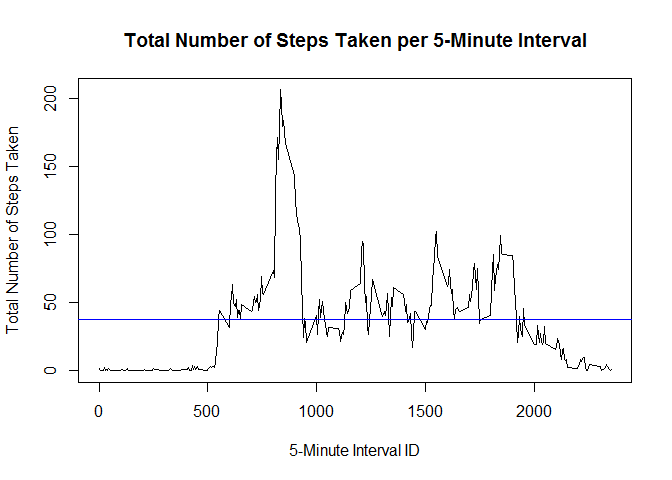 Total Number of Steps Taken per 5-Minute Interval
Total Number of Steps Taken
200
150
100
50
0
0 500 1000 1500 2000
5-Minute Interval ID